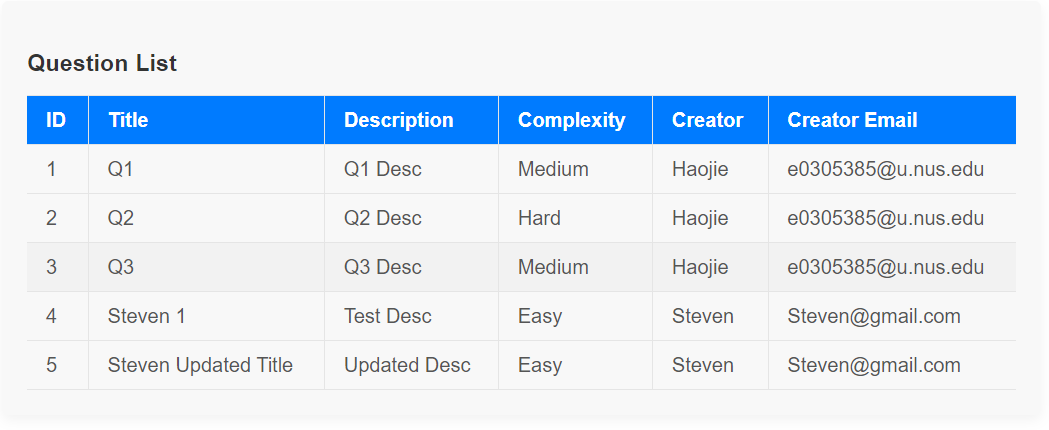 Question List
ID Title Description Complexity Creator Creator Email
1 Q1 Q1 Desc Medium Haojie e0305385@u.nus.edu
2 Q2 Q2 Desc Hard Haojie e0305385@u.nus.edu
3 Q3 Q3 Desc Medium Haojie e0305385@u.nus.edu
4 Steven 1 Test Desc Easy Steven Steven@gmail.com
5 Steven Updated Title Updated Desc Easy Steven Steven@gmail.com